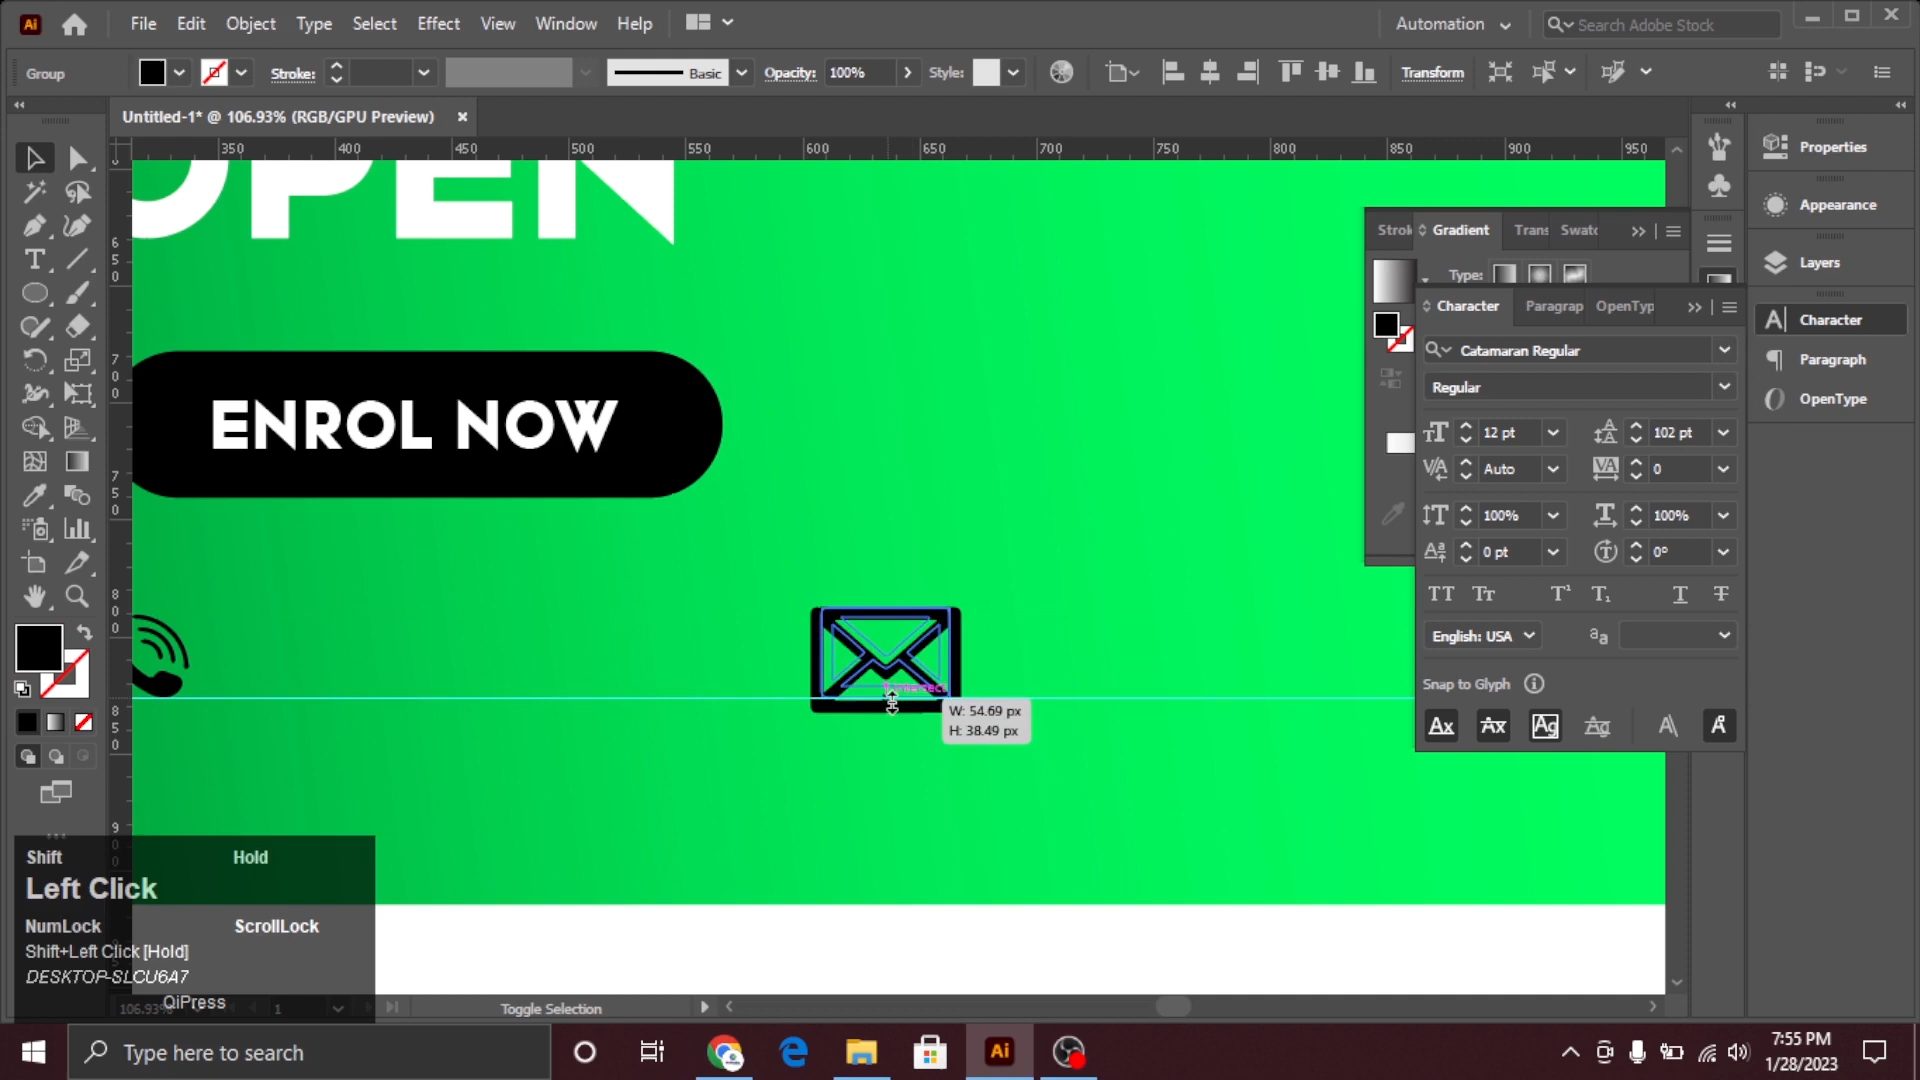 Ai File Edit Object Type Select Effect View Window Help Automation Search Adobe Stock
Group Stroke: Basic Opacity: 100% Style: Transform
Untitled-1* @ 106.93% (RGB/GPU Preview) ×
350 400 450 500 550 600 650 700 750 800 850 900 950
OPEN
ENROL NOW
W: 54.69 px
H: 38.49 px
Gradient
Type:
Character Paragrap OpenTyp
Catamaran Regular
Regular
12 pt 102 pt
Auto 0
100% 100%
0 pt 0°
English: USA
Snap to Glyph
Properties
Appearance
Layers
Character
Paragraph
OpenType
Shift Hold
Left Click
NumLock ScrollLock
Shift+Left Click [Hold]
DESKTOP-SLCU6A7
QiPress
106.93% 1 Toggle Selection
Type here to search
7:55 PM
1/28/2023